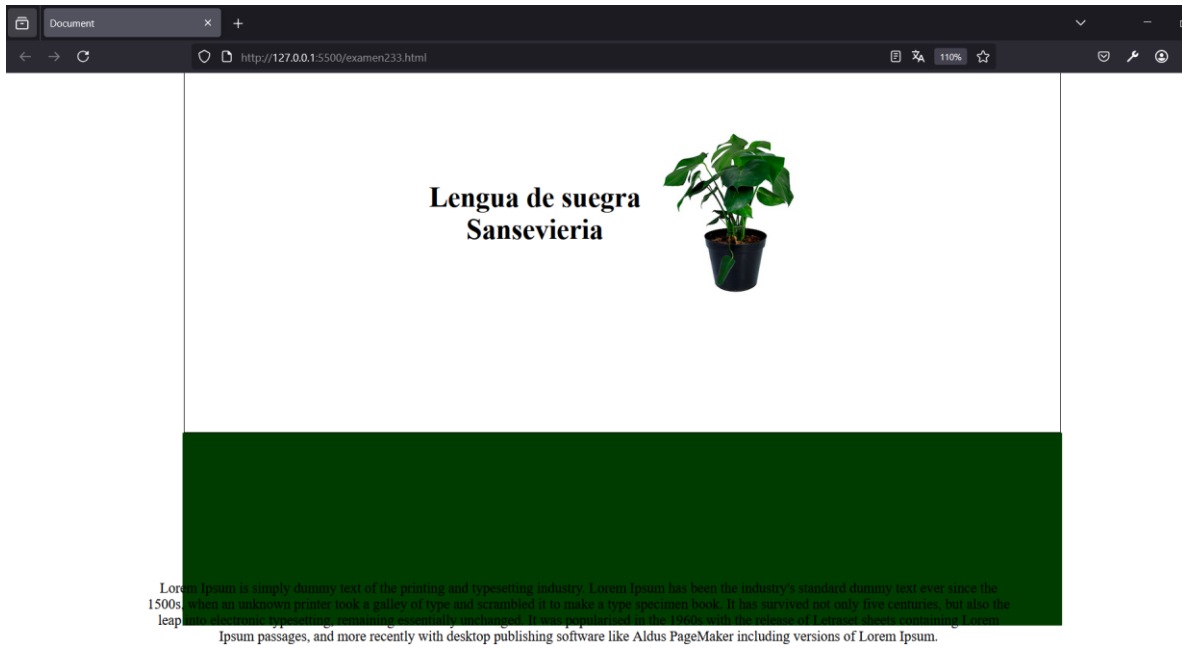 Document
http://127.0.0.1:5500/examen233.html
110%
Lengua de suegra
Sansevieria
Lorem Ipsum is simply dummy text of the printing and typesetting industry. Lorem Ipsum has been the industry's standard dummy text ever since the
1500s, when an unknown printer took a galley of type and scrambled it to make a type specimen book. It has survived not only five centuries, but also the
leap into electronic typesetting, remaining essentially unchanged. It was popularised in the 1960s with the release of Letraset sheets containing Lorem
Ipsum passages, and more recently with desktop publishing software like Aldus PageMaker including versions of Lorem Ipsum.